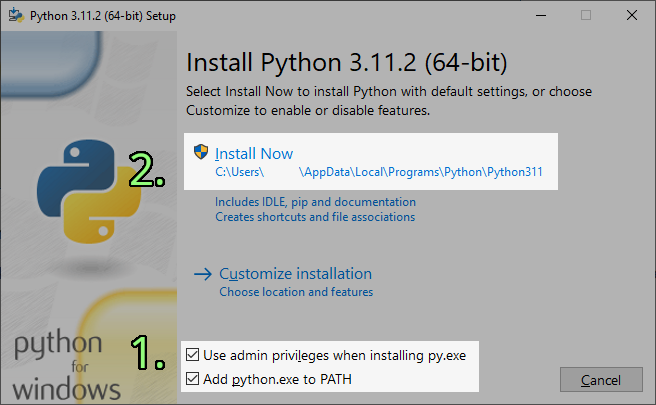 Python 3.11.2 (64-bit) Setup
Install Python 3.11.2 (64-bit)
Select Install Now to install Python with default settings, or choose
Customize to enable or disable features.
2.
Install Now
C:\Users\ \AppData\Local\Programs\Python\Python311
Includes IDLE, pip and documentation
Creates shortcuts and file associations
Customize installation
Choose location and features
1.
Use admin privileges when installing py.exe
Add python.exe to PATH
python
for
windows
Cancel